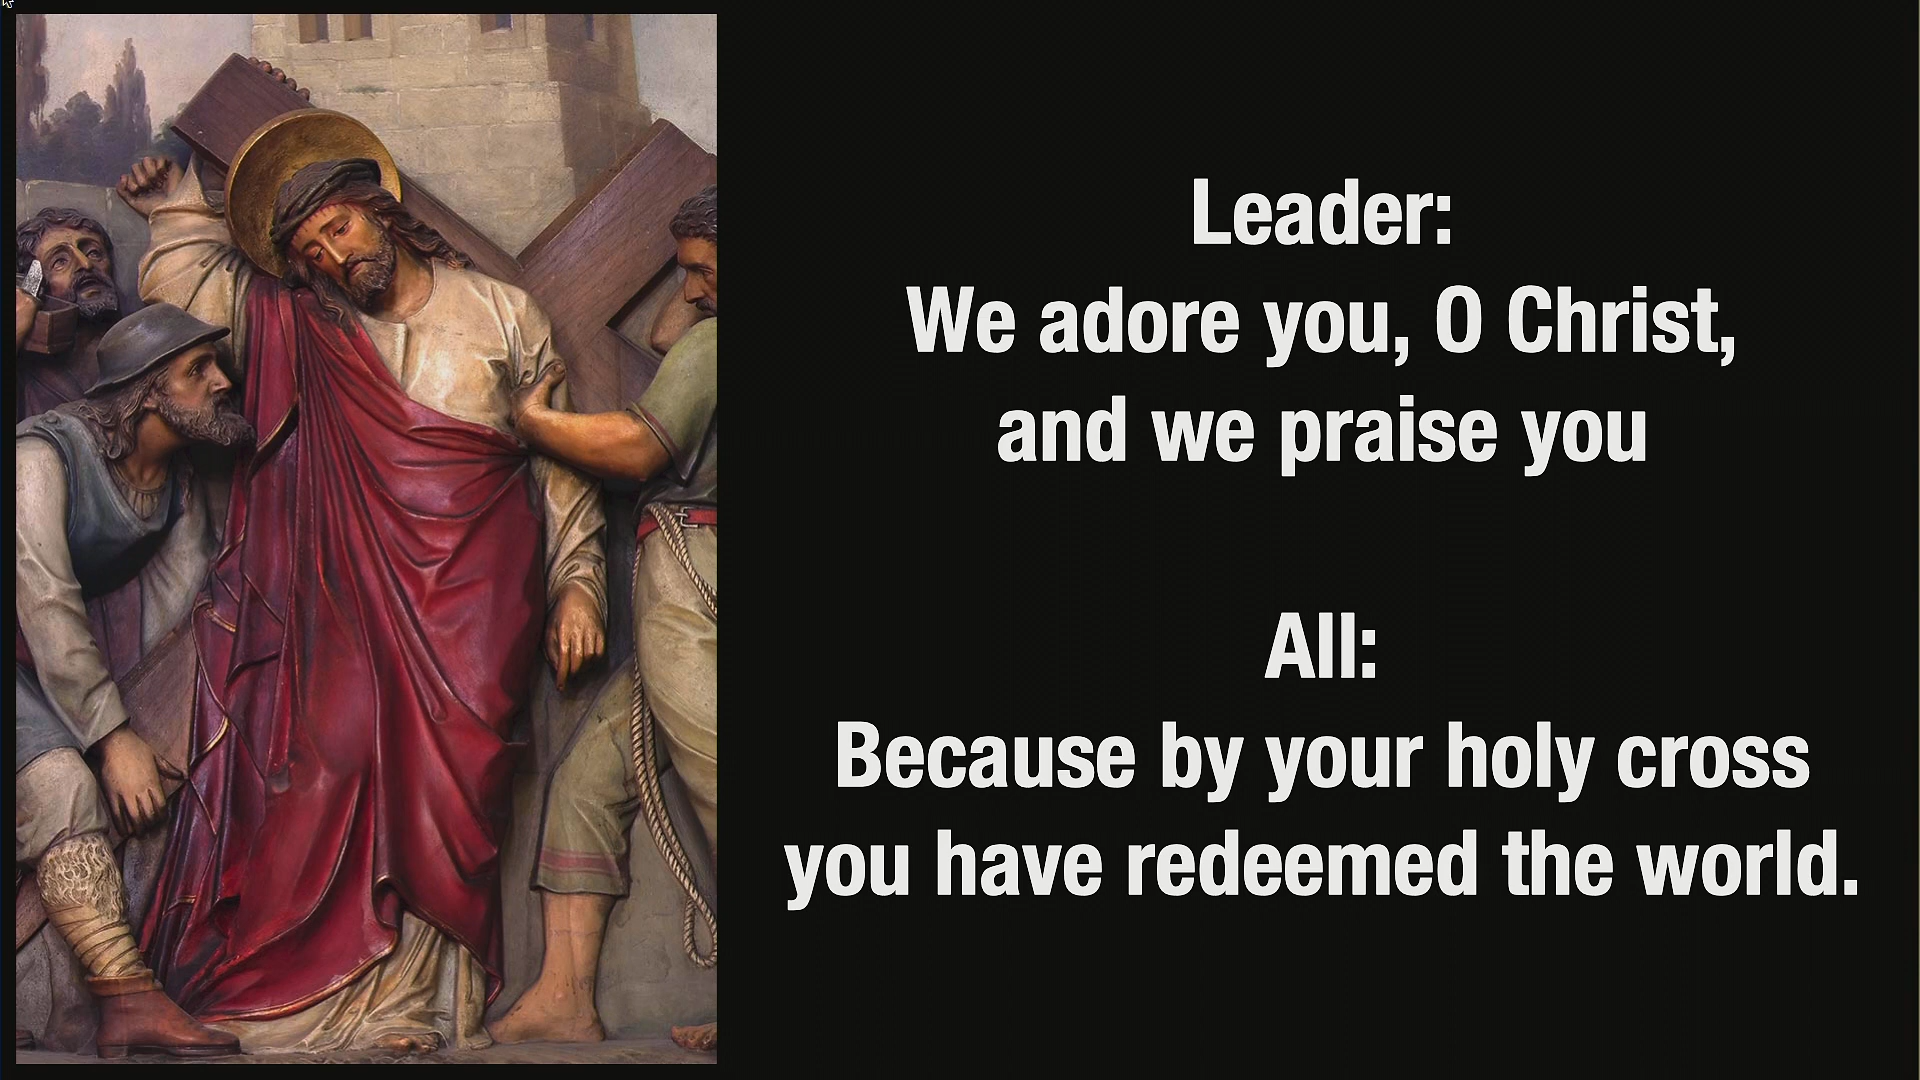 Leader:
We adore you, O Christ,
and we praise you
All:
Because by your holy cross
you have redeemed the world.